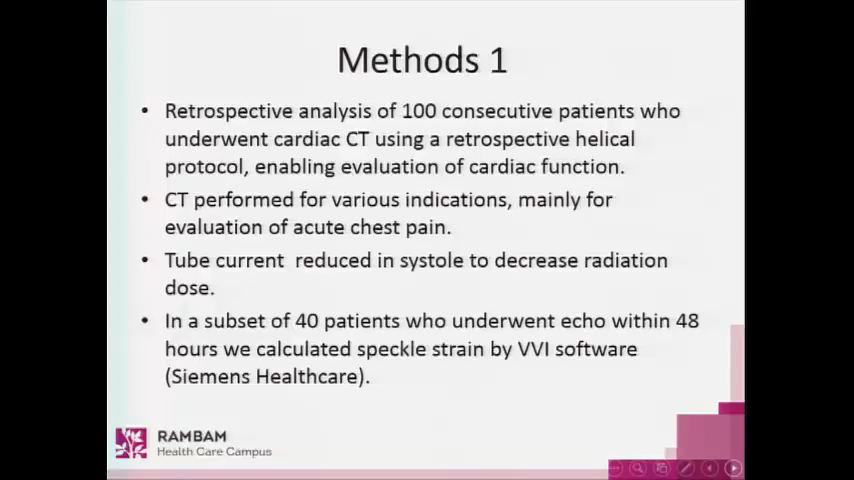 Methods 1
• Retrospective analysis of 100 consecutive patients who
underwent cardiac CT using a retrospective helical
protocol, enabling evaluation of cardiac function.
• CT performed for various indications, mainly for
evaluation of acute chest pain.
• Tube current  reduced in systole to decrease radiation
dose.
• In a subset of 40 patients who underwent echo within 48
hours we calculated speckle strain by VVI software
(Siemens Healthcare).
RAMBAM
Health Care Campus